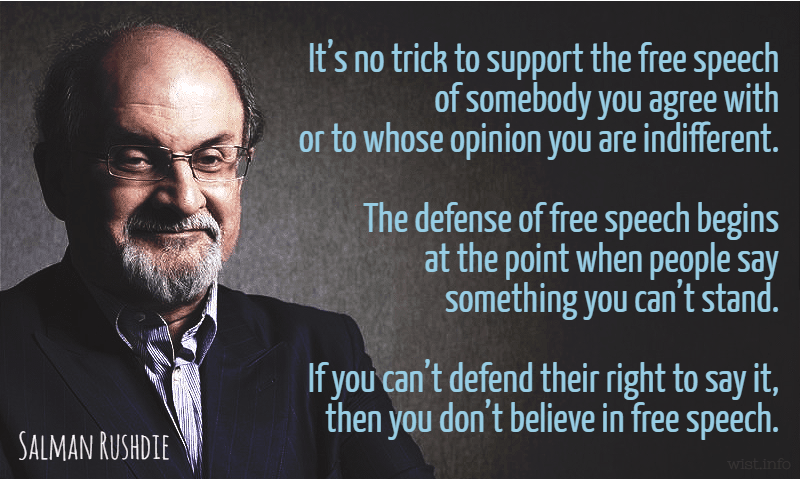 It’s no trick to support the free speech
of somebody you agree with
or to whose opinion you are indifferent.
The defense of free speech begins
at the point when people say
something you can’t stand.
If you can’t defend their right to say it,
then you don’t believe in free speech.
SALMAN RUSHDIE
wist.info